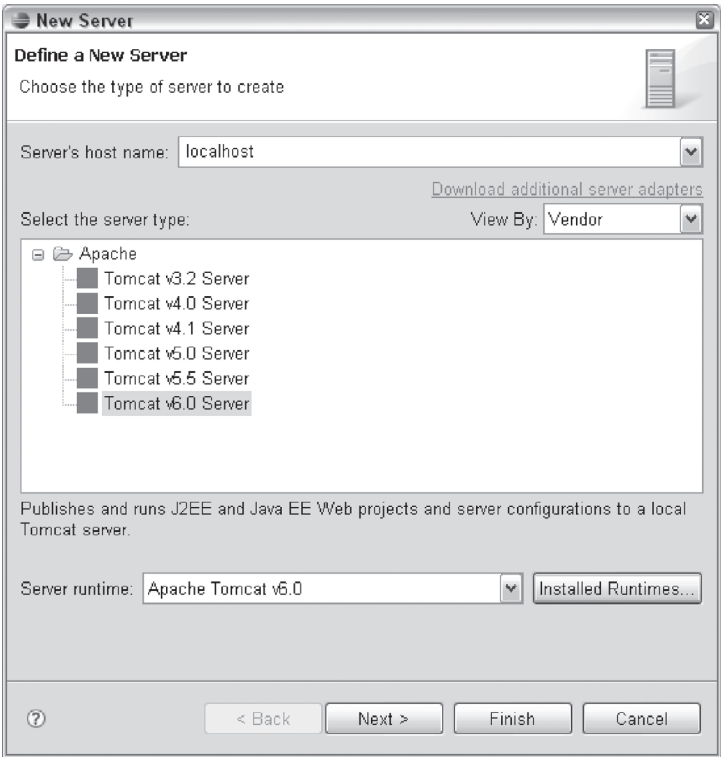 New Server
Define a New Server
Choose the type of server to create
Server's host name: localhost
Download additional server adapters
Select the server type: View By: Vendor
Apache
Tomcat v3.2 Server
Tomcat v4.0 Server
Tomcat v4.1 Server
Tomcat v5.0 Server
Tomcat v5.5 Server
Tomcat v6.0 Server
Publishes and runs J2EE and Java EE Web projects and server configurations to a local
Tomcat server.
Server runtime: Apache Tomcat v6.0 Installed Runtimes...
? < Back Next > Finish Cancel